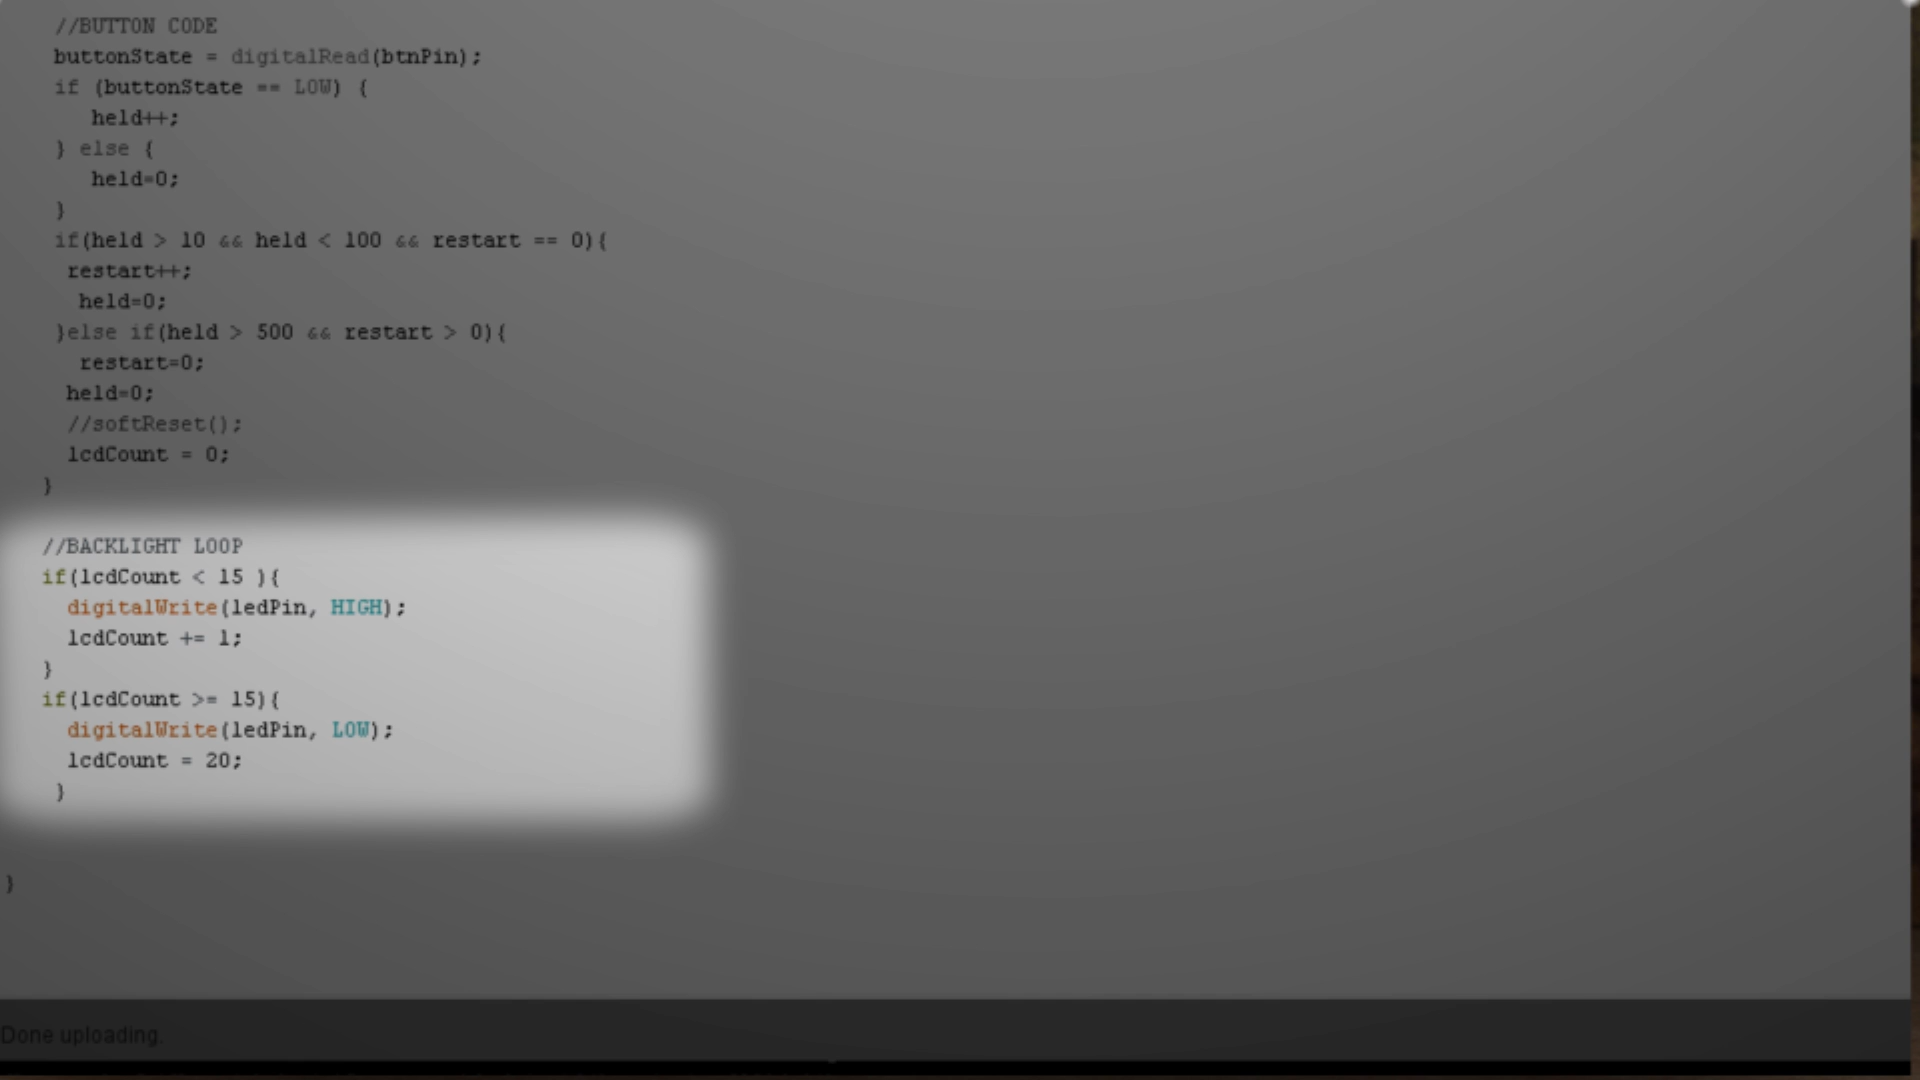 //BUTTON CODE
buttonState = digitalRead(btnPin);
if (buttonState == LOW) {
held++;
} else {
held=0;
}
if(held > 10 && held < 100 && restart == 0){
restart++;
held=0;
}else if(held > 500 && restart > 0){
restart=0;
held=0;
//softReset();
lcdCount = 0;
}
//BACKLIGHT LOOP
if(lcdCount < 15 ){
digitalWrite(ledPin, HIGH);
lcdCount += 1;
}
if(lcdCount >= 15){
digitalWrite(ledPin, LOW);
lcdCount = 20;
}
}
Done uploading.